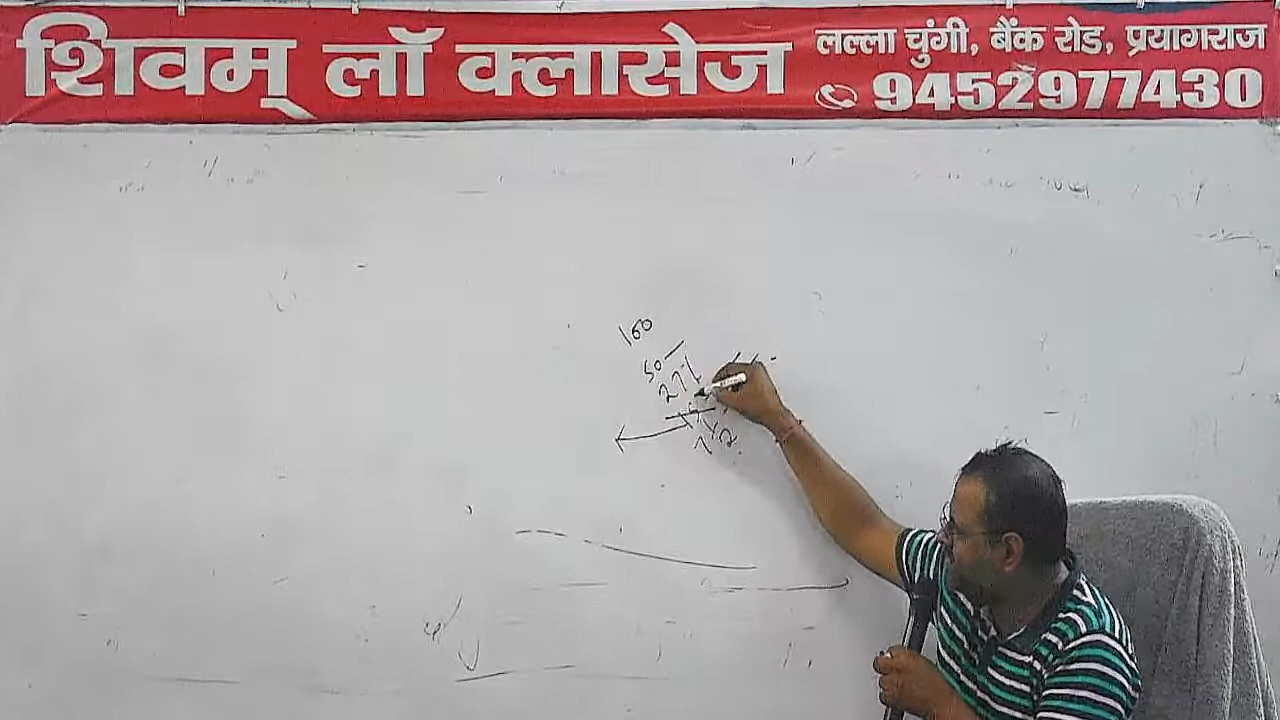 शिवम् लॉ क्लासेज
लल्ला चुंगी, बैंक रोड, प्रयागराज
9452977430
100
50
27%